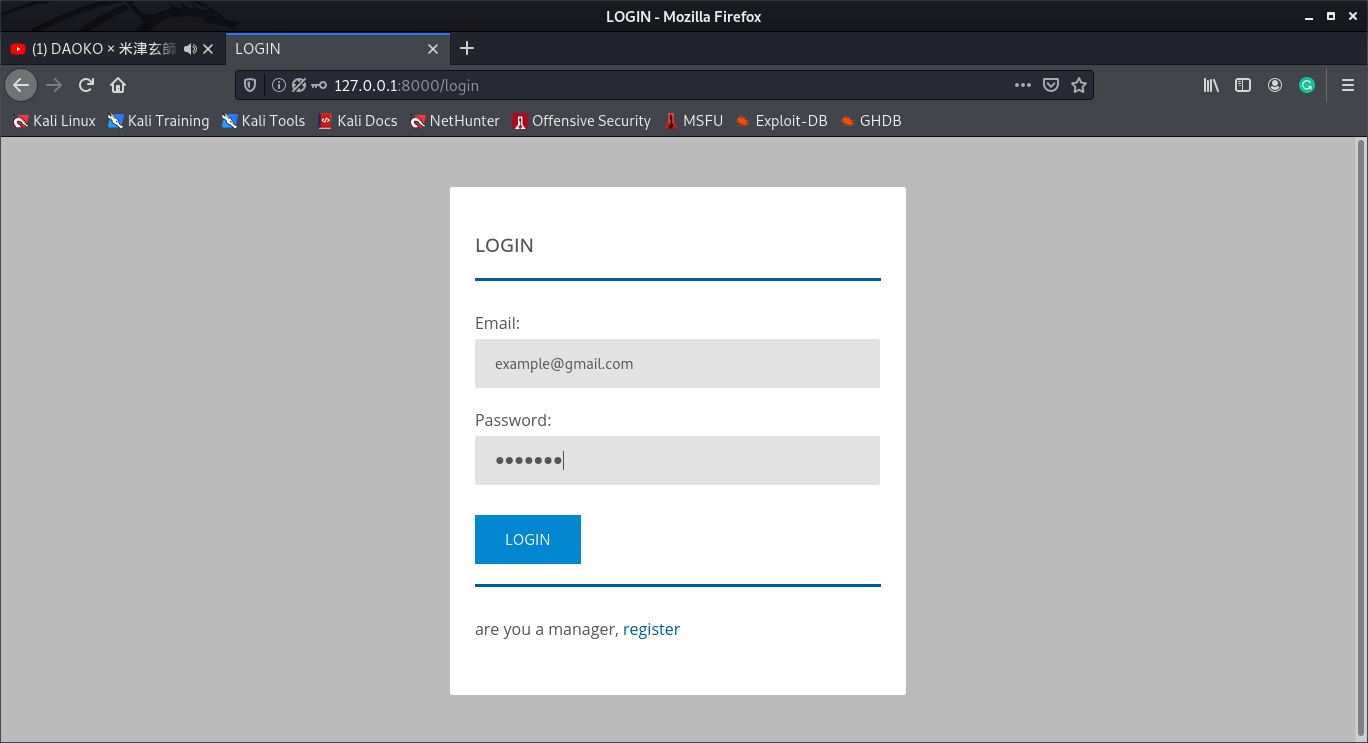 LOGIN - Mozilla Firefox
(1) DAOKO × 米津玄師
LOGIN
127.0.0.1:8000/login
Kali Linux Kali Training Kali Tools Kali Docs NetHunter Offensive Security MSFU Exploit-DB GHDB
LOGIN
Email:
example@gmail.com
Password:
•••••••
LOGIN
are you a manager, register